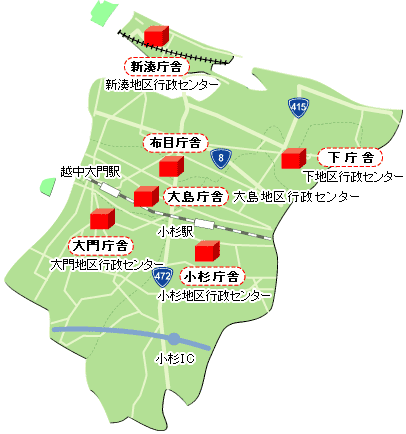 新湊庁舎
新湊地区行政センター
415
布目庁舎
8
下庁舎
下地区行政センター
越中大門駅
大島庁舎
大島地区行政センター
小杉駅
大門庁舎
大門地区行政センター
472
小杉庁舎
小杉地区行政センター
小杉IC